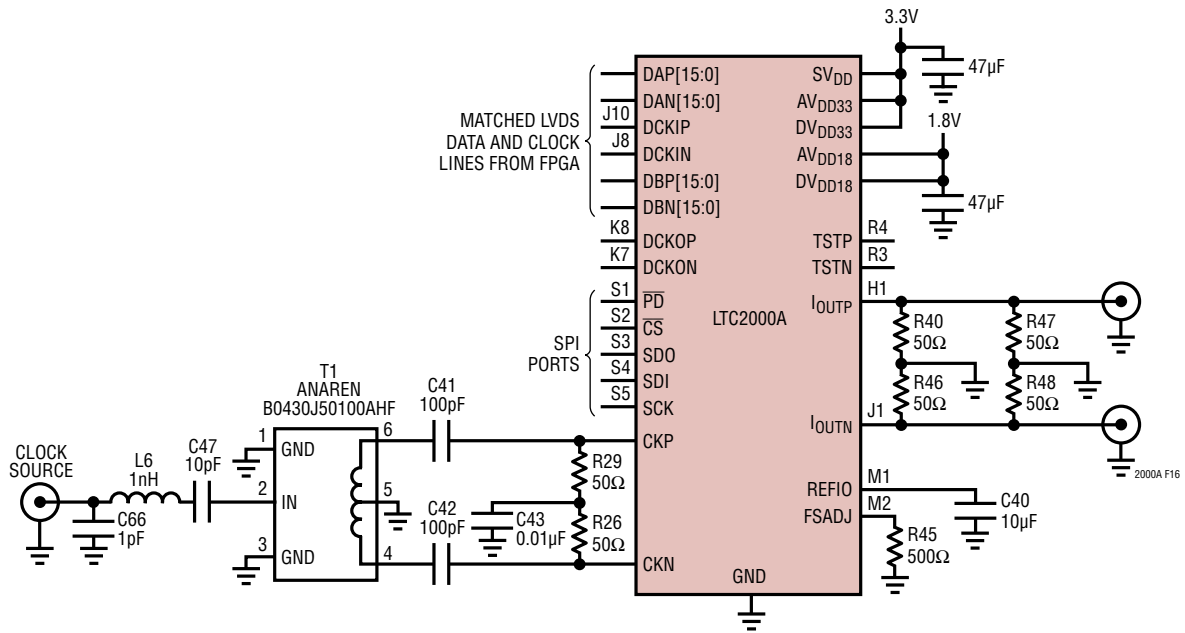 3.3V
47µF
1.8V
47µF
MATCHED LVDS
DATA AND CLOCK
LINES FROM FPGA
J10
J8
DAP[15:0]
DAN[15:0]
DCKIP
DCKIN
DBP[15:0]
DBN[15:0]
K8
DCKOP
K7
DCKON
SPI
PORTS
S1
PD
S2
CS
S3
SDO
S4
SDI
S5
SCK
CKP
CKN
LTC2000A
GND
SVDD
AVDD33
DVDD33
AVDD18
DVDD18
TSTP
R4
TSTN
R3
IOUTP
H1
IOUTN
J1
REFIO
M1
FSADJ
M2
R40
50Ω
R46
50Ω
R47
50Ω
R48
50Ω
C40
10µF
R45
500Ω
2000A F16
CLOCK
SOURCE
C66
1pF
L6
1nH
C47
10pF
T1
ANAREN
B0430J50100AHF
1
GND
2
IN
3
GND
6
5
4
C41
100pF
C42
100pF
C43
0.01µF
R29
50Ω
R26
50Ω